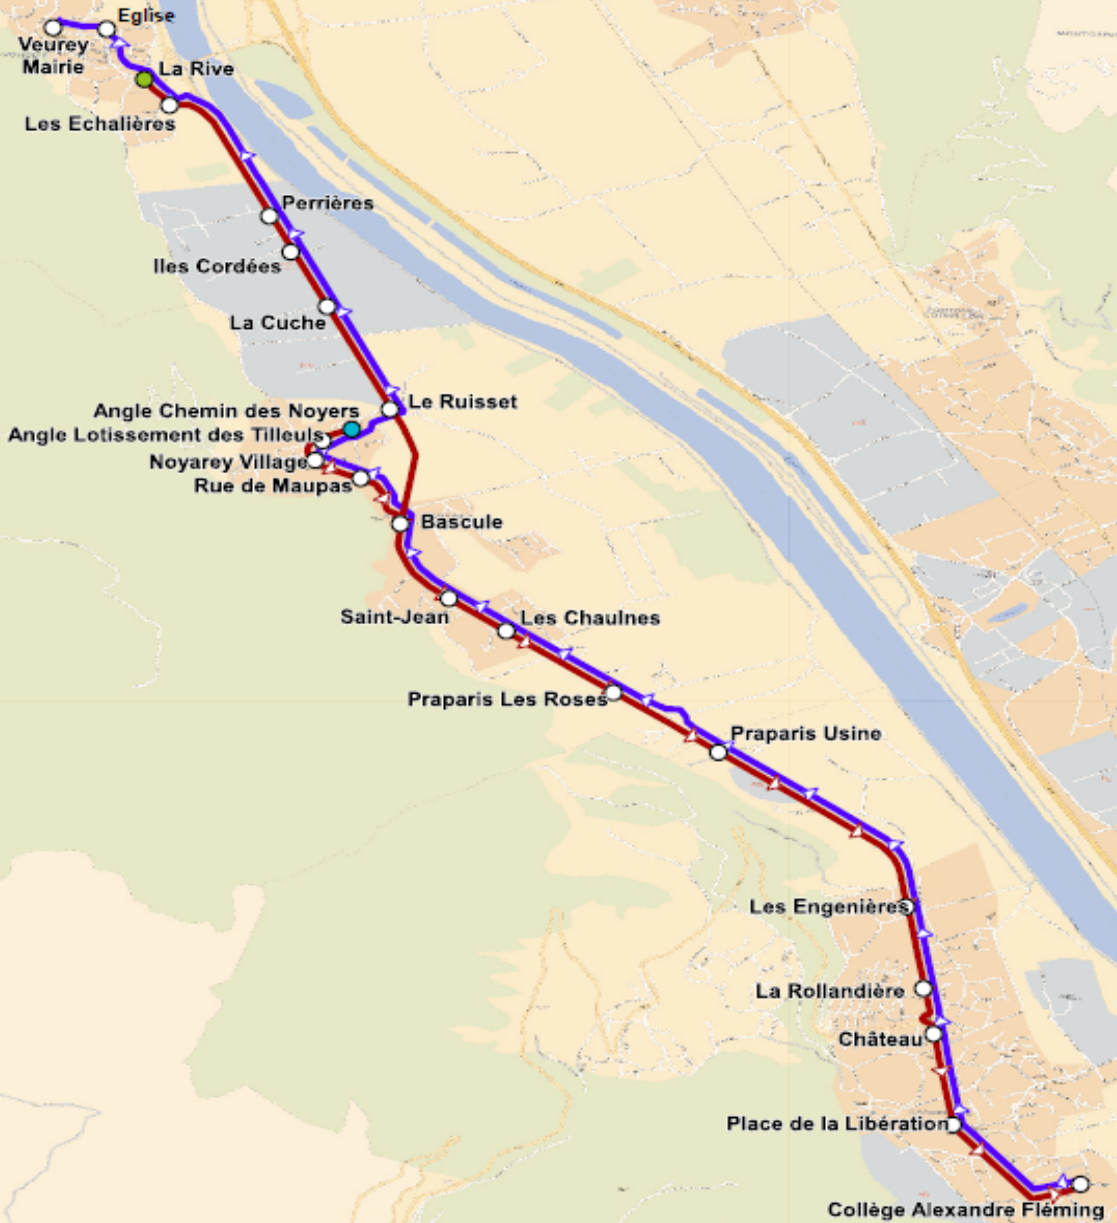 Eglise
Veurey
Mairie
La Rive
Les Echalières
Perrières
Iles Cordées
La Cuche
Le Ruisset
Angle Chemin des Noyers
Angle Lotissement des Tilleuls
Noyarey Village
Rue de Maupas
Bascule
Saint-Jean
Les Chaulnes
Praparis Les Roses
Praparis Usine
Les Engenières
La Rollandière
Château
Place de la Libération
Collège Alexandre Fléming